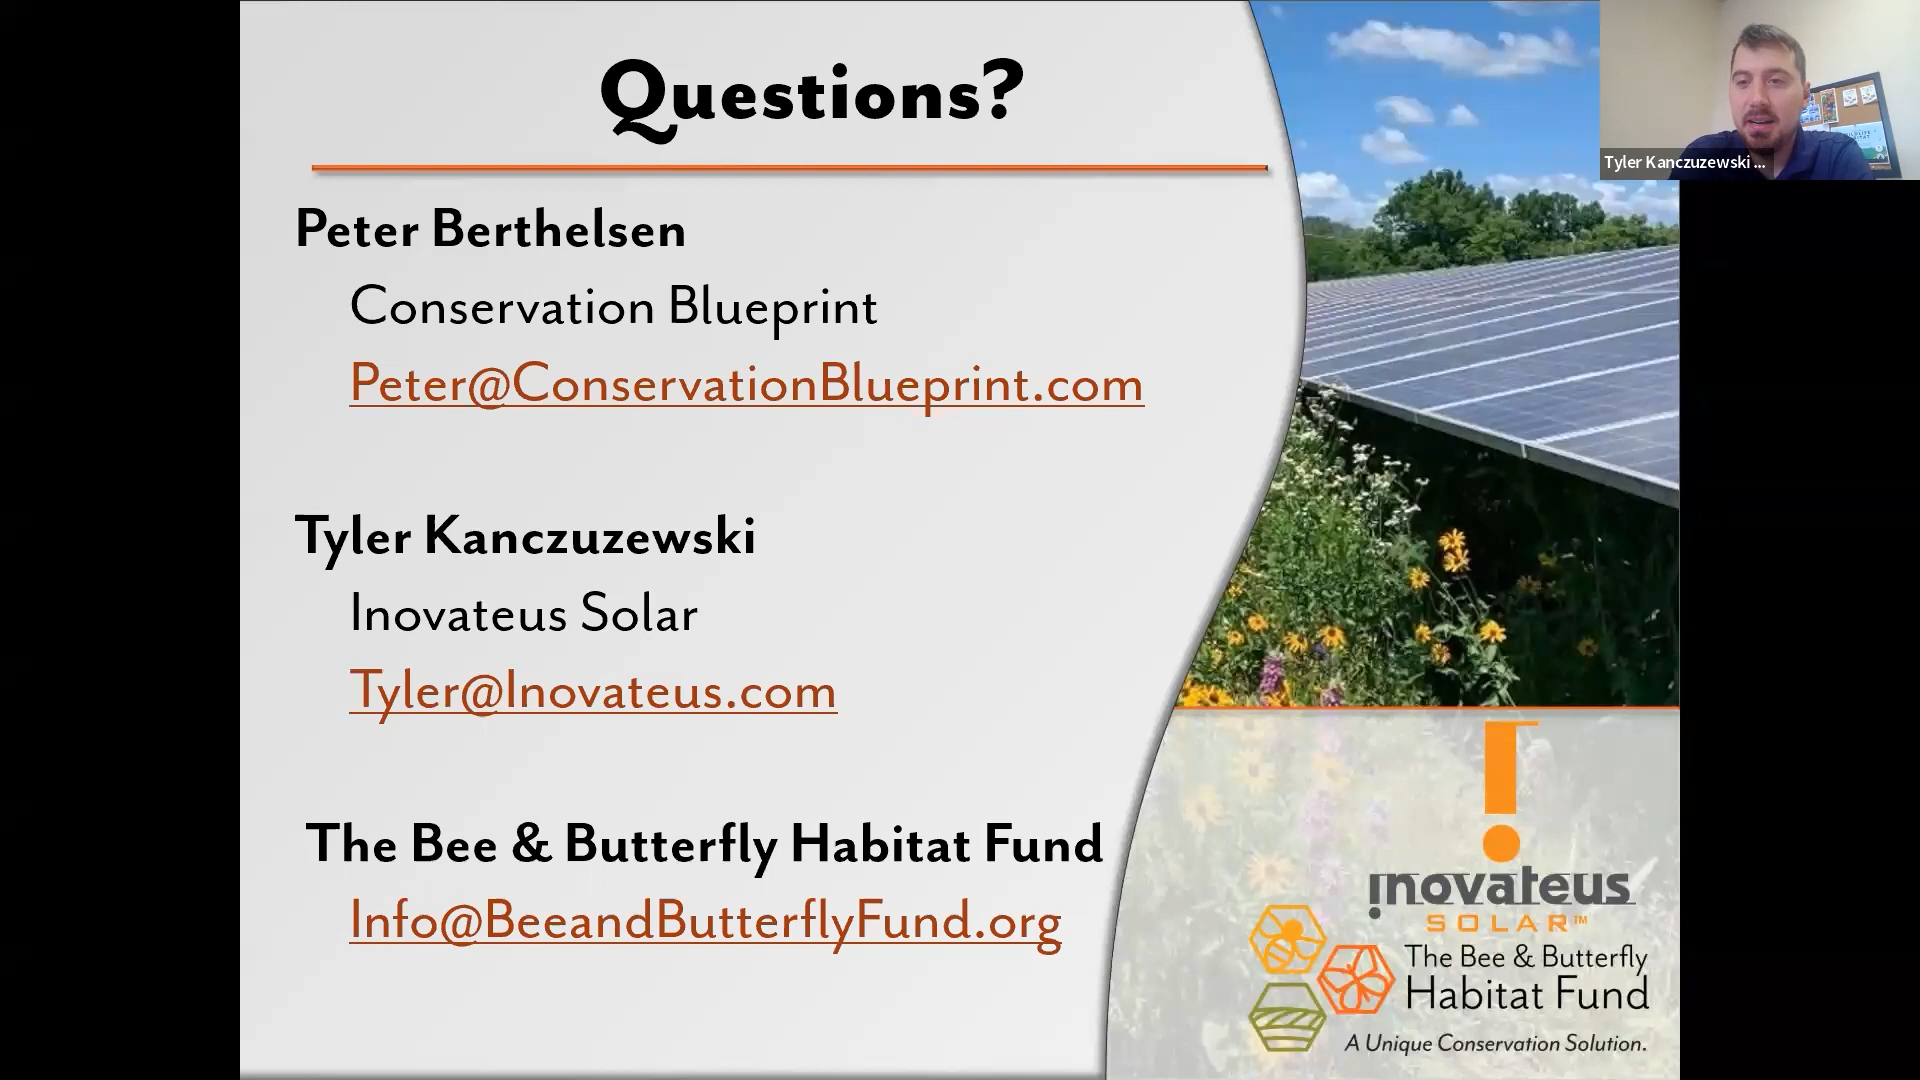 Questions?
Peter Berthelsen
Conservation Blueprint
Peter@ConservationBlueprint.com
Tyler Kanczuzewski
Inovateus Solar
Tyler@Inovateus.com
The Bee & Butterfly Habitat Fund
Info@BeeandButterflyFund.org
Tyler Kanczuzewski ...
inovateus
SOLAR™
The Bee & Butterfly
Habitat Fund
A Unique Conservation Solution.